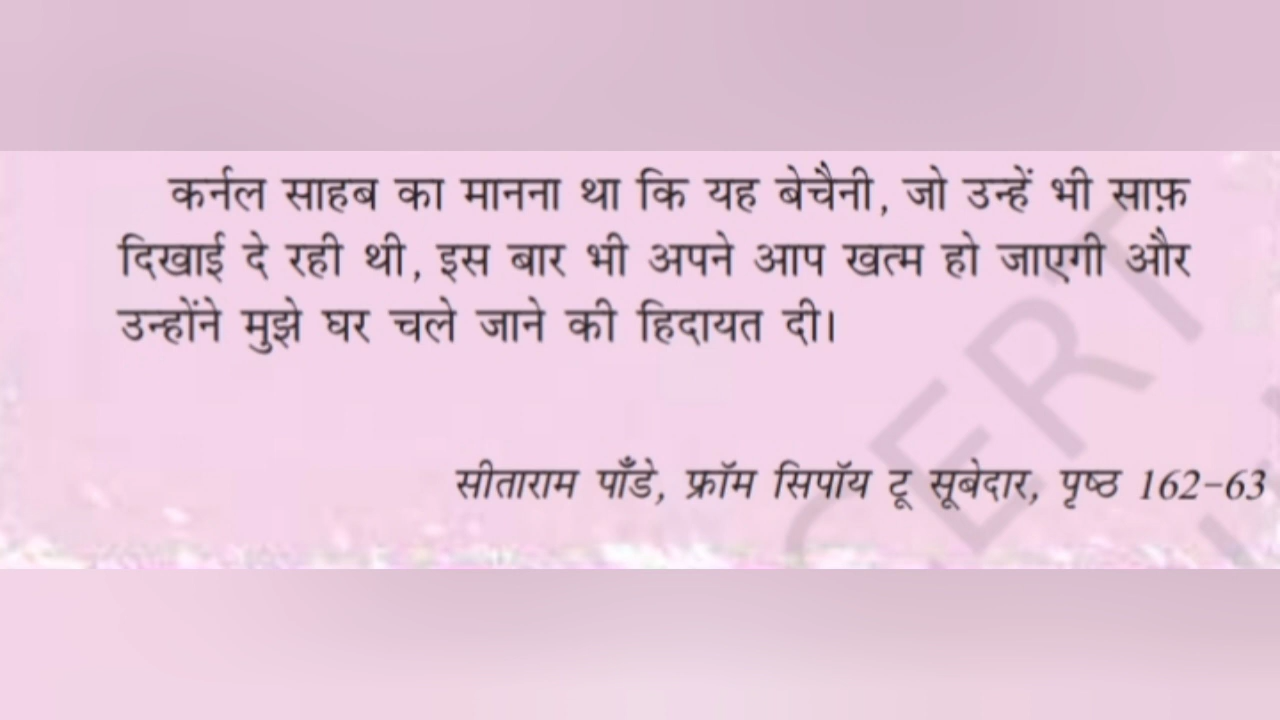 कर्नल साहब का मानना था कि यह बेचैनी, जो उन्हें भी साफ़
दिखाई दे रही थी, इस बार भी अपने आप खत्म हो जाएगी और
उन्होंने मुझे घर चले जाने की हिदायत दी।
सीताराम पाँडे, फ्रॉम सिपॉय टू सूबेदार, पृष्ठ 162-63
CERT